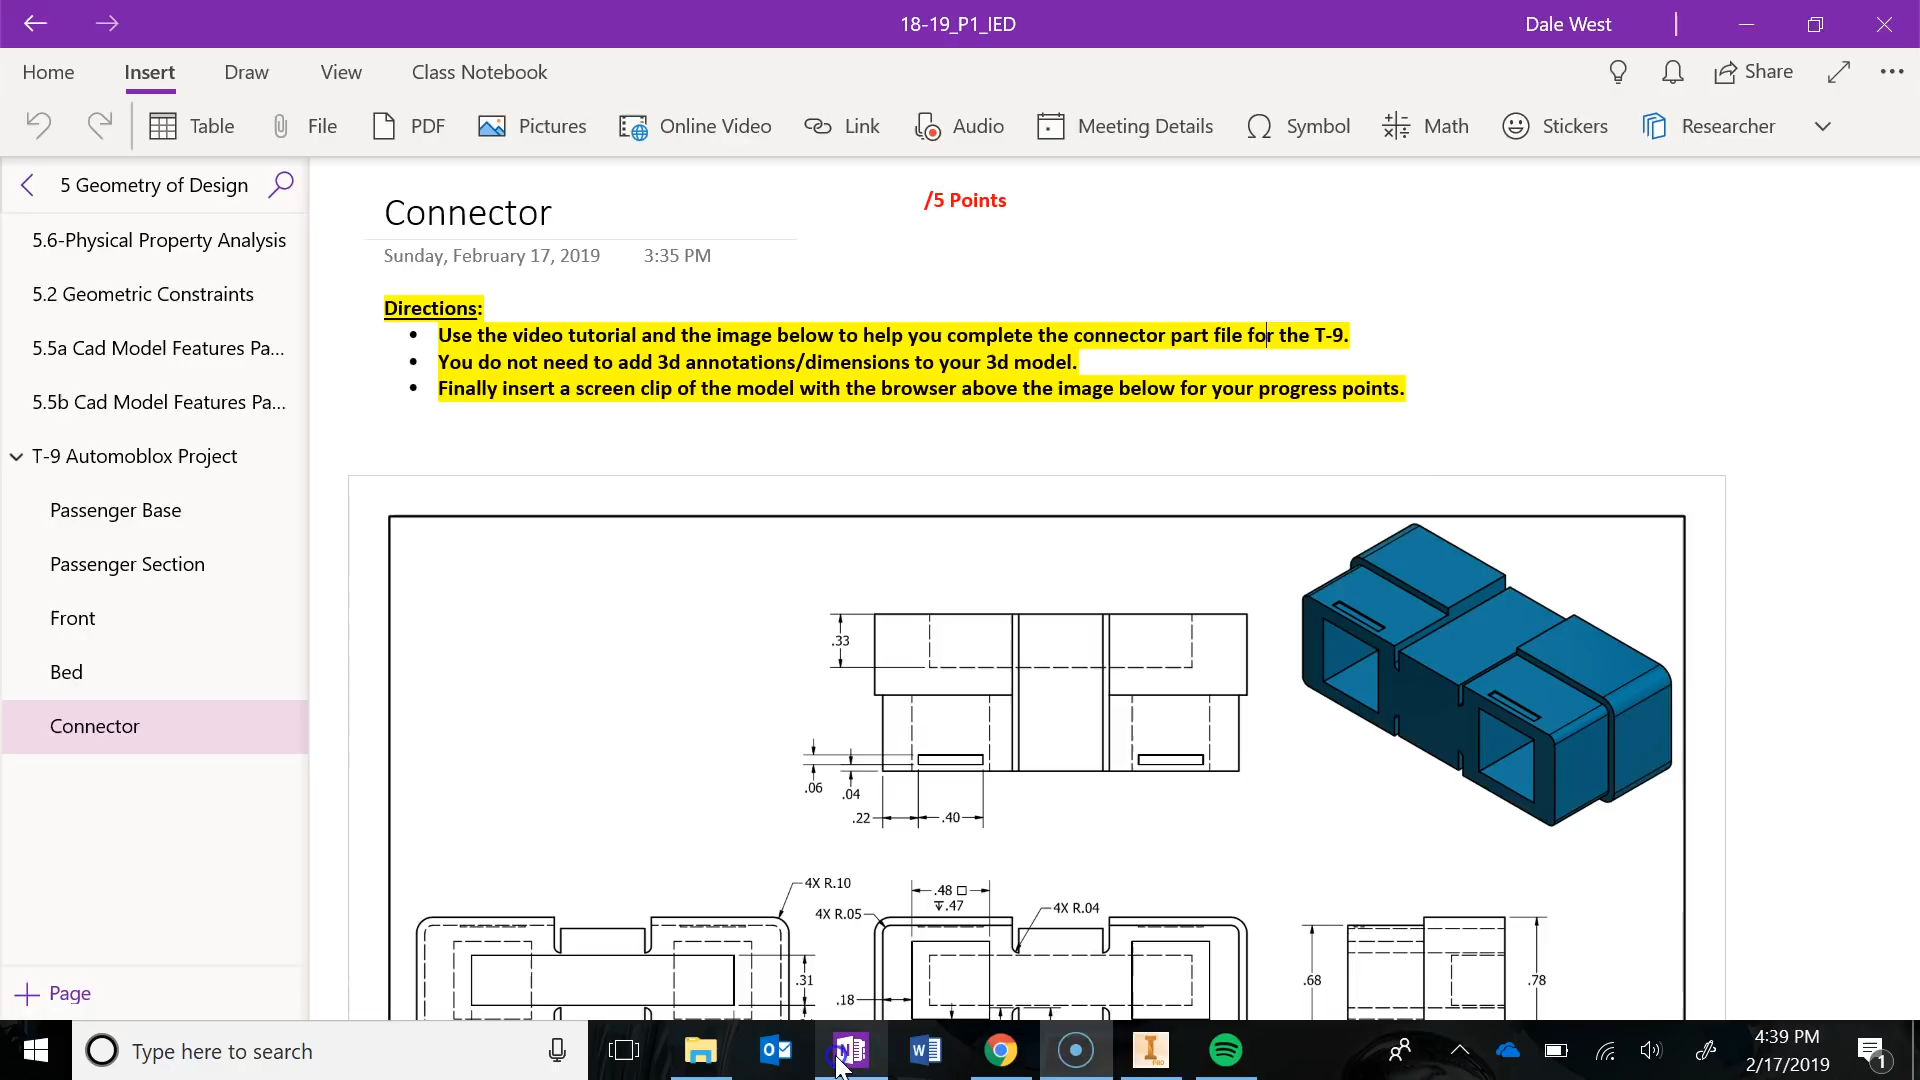 18-19_P1_IED
Dale West
Home
Insert
Draw
View
Class Notebook
Share
Table
File
PDF
Pictures
Online Video
Link
Audio
Meeting Details
Symbol
Math
Stickers
Researcher
5 Geometry of Design
5.6-Physical Property Analysis
5.2 Geometric Constraints
5.5a Cad Model Features Pa...
5.5b Cad Model Features Pa...
T-9 Automoblox Project
Passenger Base
Passenger Section
Front
Bed
Connector
Page
Connector
/5 Points
Sunday, February 17, 2019 3:35 PM
Directions:
• Use the video tutorial and the image below to help you complete the connector part file for the T-9.
• You do not need to add 3d annotations/dimensions to your 3d model.
• Finally insert a screen clip of the model with the browser above the image below for your progress points.
.33
.06
.04
.22
.40
4X R.10
.48 □
↧.47
4X R.05
4X R.04
.31
.18
.68
.78
Type here to search
4:39 PM
2/17/2019
1